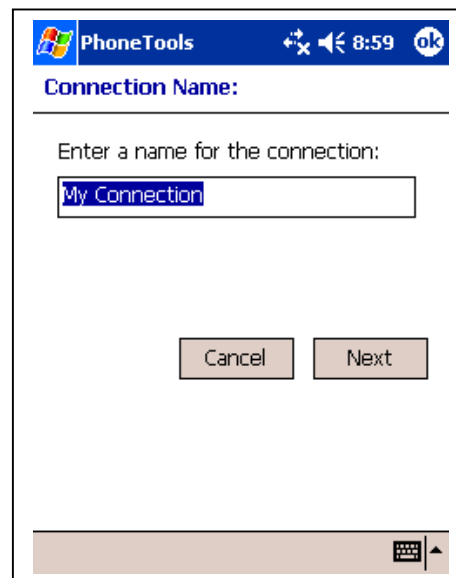 PhoneTools 8:59 ok
Connection Name:
Enter a name for the connection:
My Connection
Cancel Next